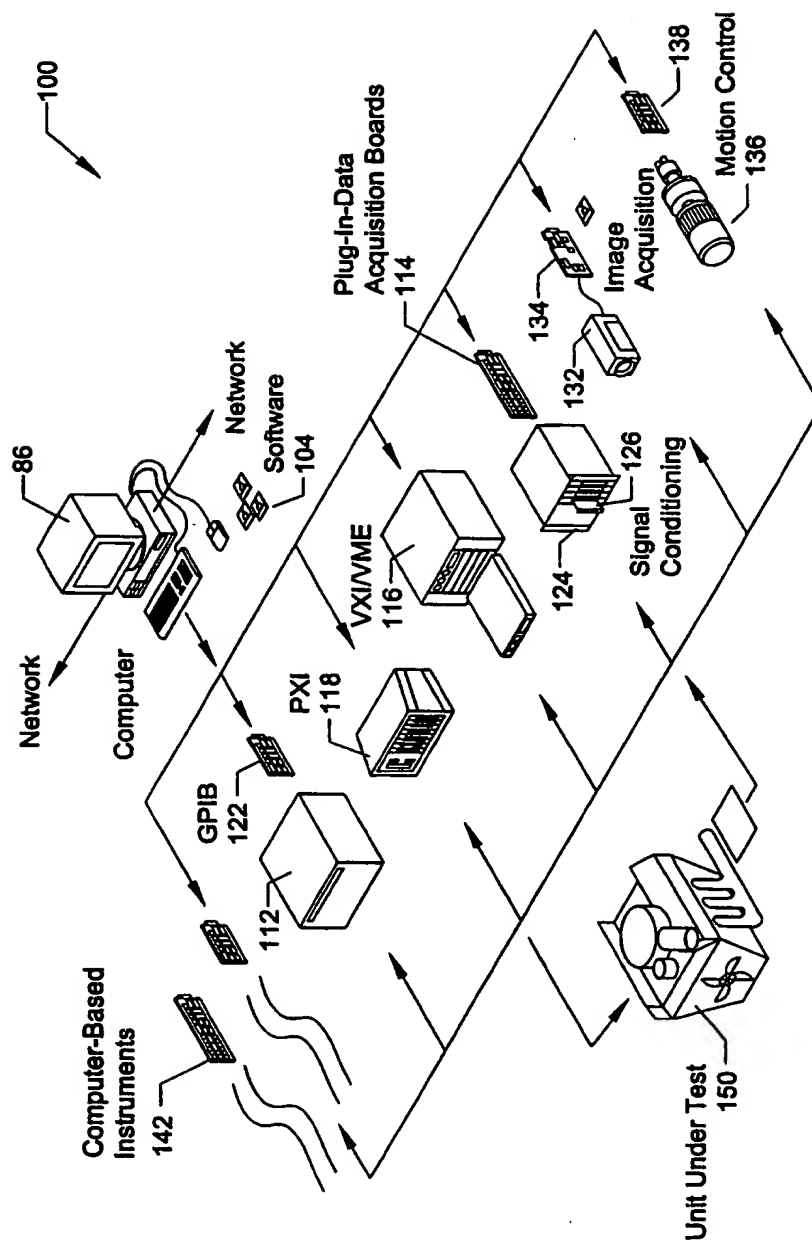 100
86
Network
Network
Computer
Software
104
Plug-In-Data
Acquisition Boards
114
GPIB
122
PXI
118
VXI/VME
116
112
Computer-Based
Instruments
142
134
Image
Acquisition
132
138
Motion Control
136
126
124
Signal
Conditioning
Unit Under Test
150